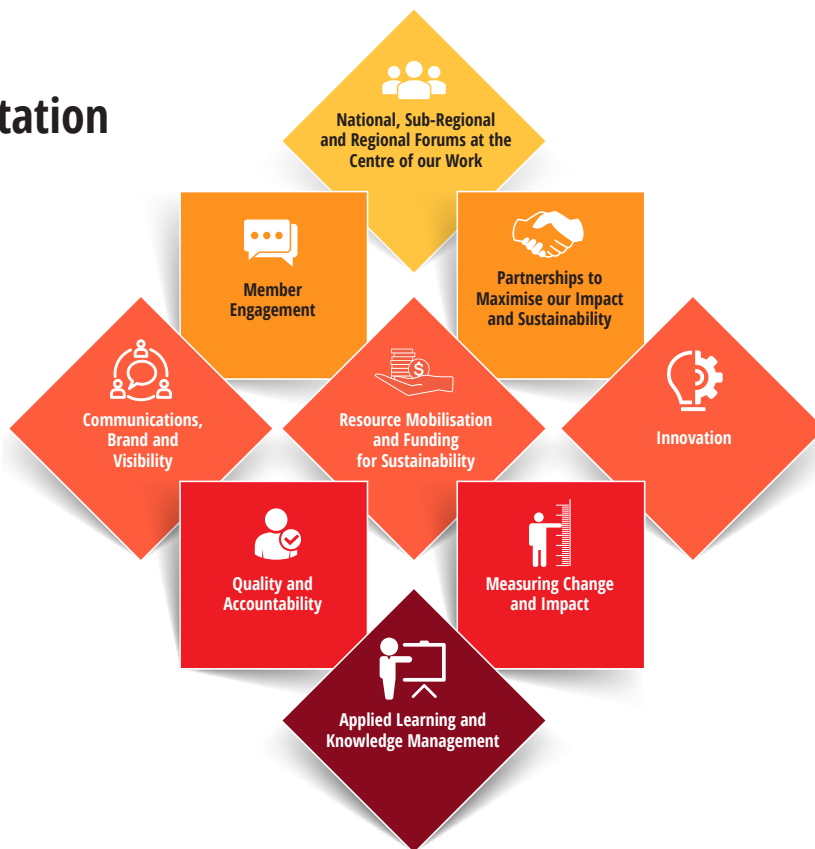 tation
National, Sub-Regional
and Regional Forums at the
Centre of our Work
Member
Engagement
Partnerships to
Maximise our Impact
and Sustainability
Communications,
Brand and
Visibility
Resource Mobilisation
and Funding
for Sustainability
Innovation
Quality and
Accountability
Measuring Change
and Impact
Applied Learning and
Knowledge Management